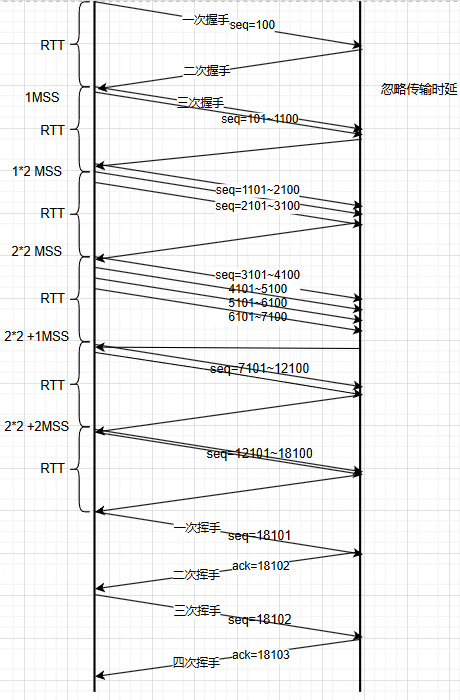 一次握手
seq=100
RTT
二次握手
忽略传输时延
1MSS
三次握手
seq=101~1100
RTT
1*2 MSS
seq=1101~2100
seq=2101~3100
RTT
2*2 MSS
seq=3101~4100
4101~5100
RTT
5101~6100
6101~7100
2*2 +1MSS
seq=7101~12100
RTT
2*2 +2MSS
seq=12101~18100
RTT
一次挥手
seq=18101
ack=18102
二次挥手
三次挥手
seq=18102
ack=18103
四次挥手